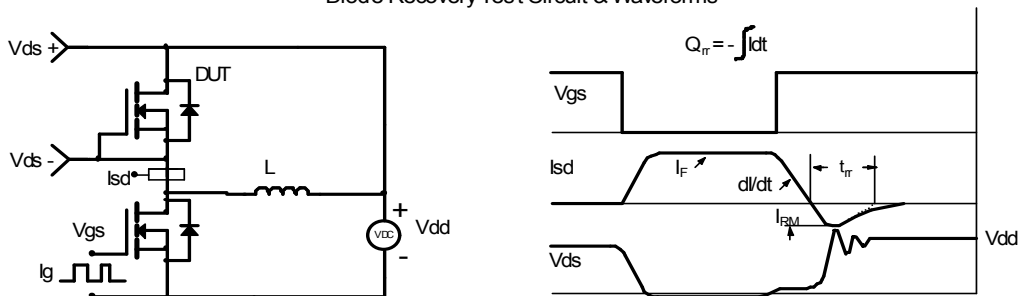 Diode Recovery Test Circuit & Waveforms
Vds +
DUT
Vds -
Isd
L
Vgs
Ig
+
VDC
-
Vdd
Qrr = - ∫ Idt
Vgs
Isd
IF
dI/dt
trr
IRM
Vdd
Vds